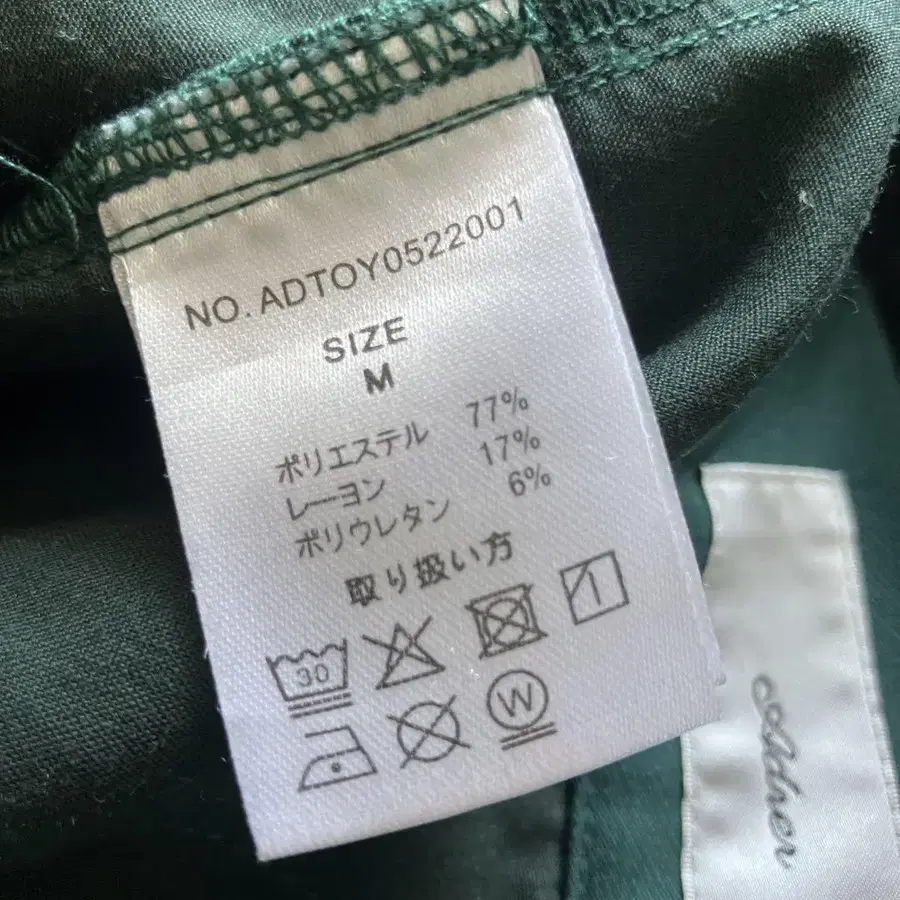 NO. ADTOY0522001
SIZE
M
ポリエステル 77%
レーヨン 17%
ポリウレタン 6%
取り扱い方
30
W
Adner